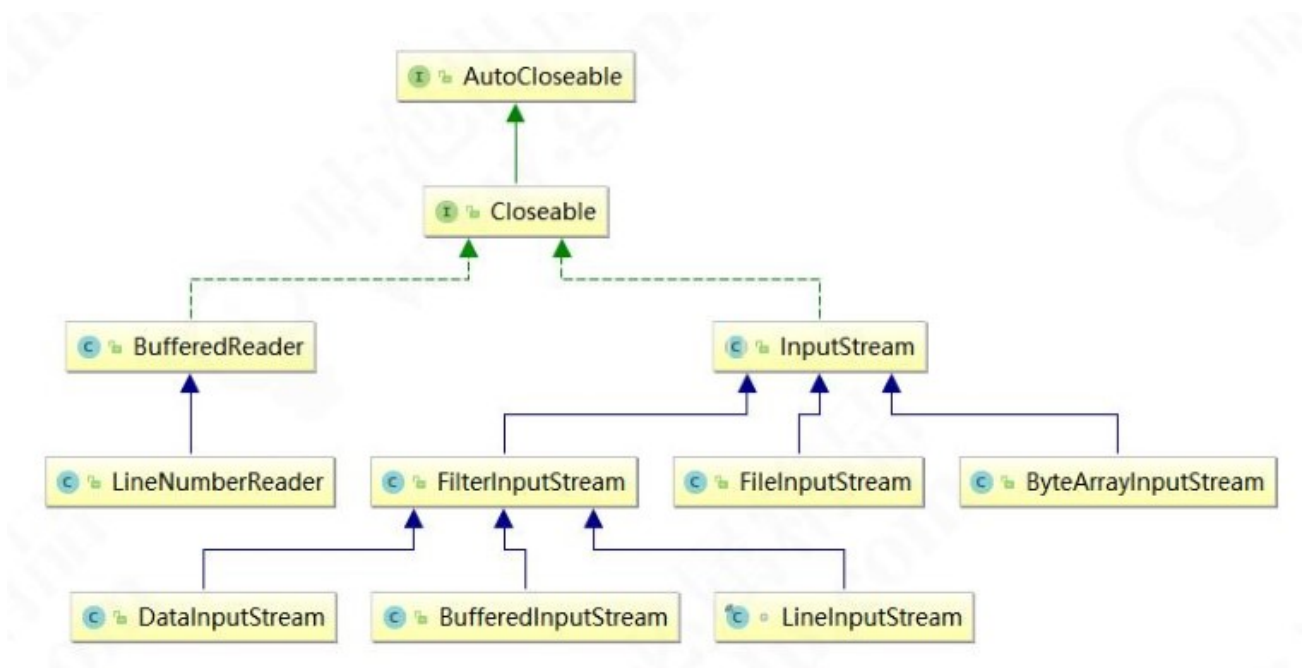 AutoCloseable
Closeable
BufferedReader
InputStream
LineNumberReader
FilterInputStream
FileInputStream
ByteArrayInputStream
DataInputStream
BufferedInputStream
LineInputStream